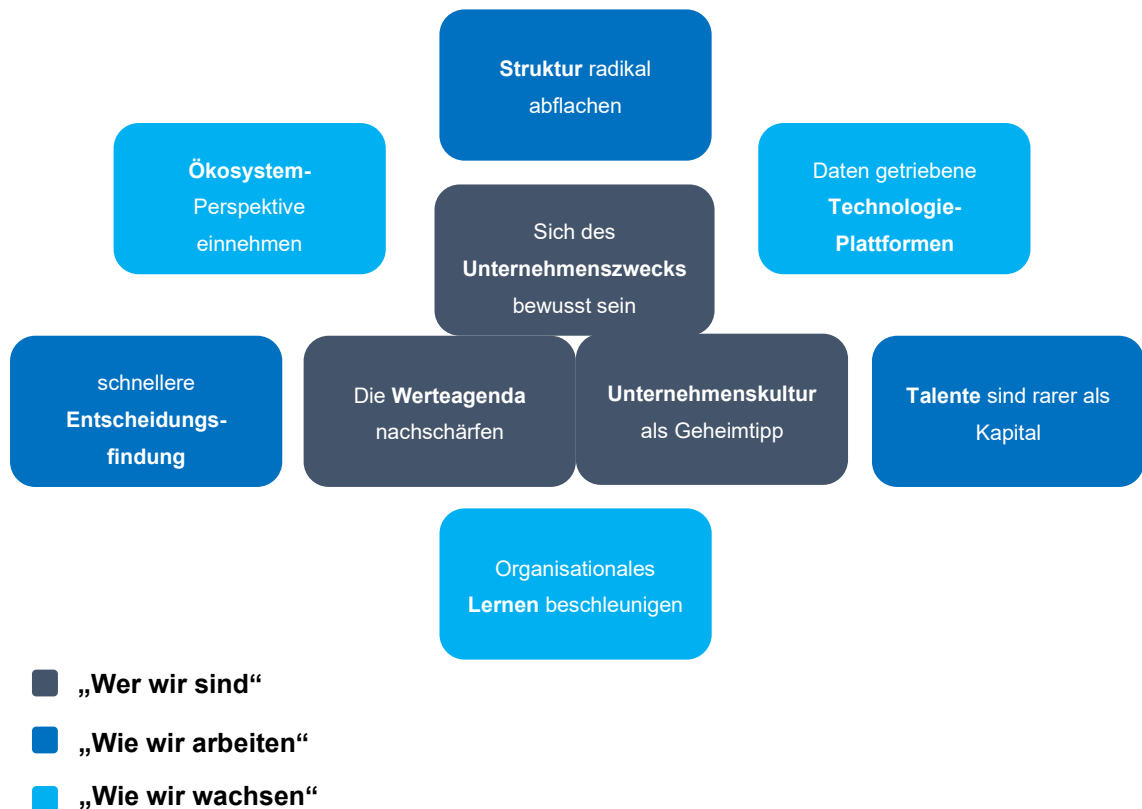 Struktur radikal
abflachen
Ökosystem-
Perspektive
einnehmen
Daten getriebene
Technologie-
Plattformen
Sich des
Unternehmenszwecks
bewusst sein
schnellere
Entscheidungs-
findung
Die Werteagenda
nachschärfen
Unternehmenskultur
als Geheimtipp
Talente sind rarer als
Kapital
Organisationales
Lernen beschleunigen
„Wer wir sind“
„Wie wir arbeiten“
„Wie wir wachsen“